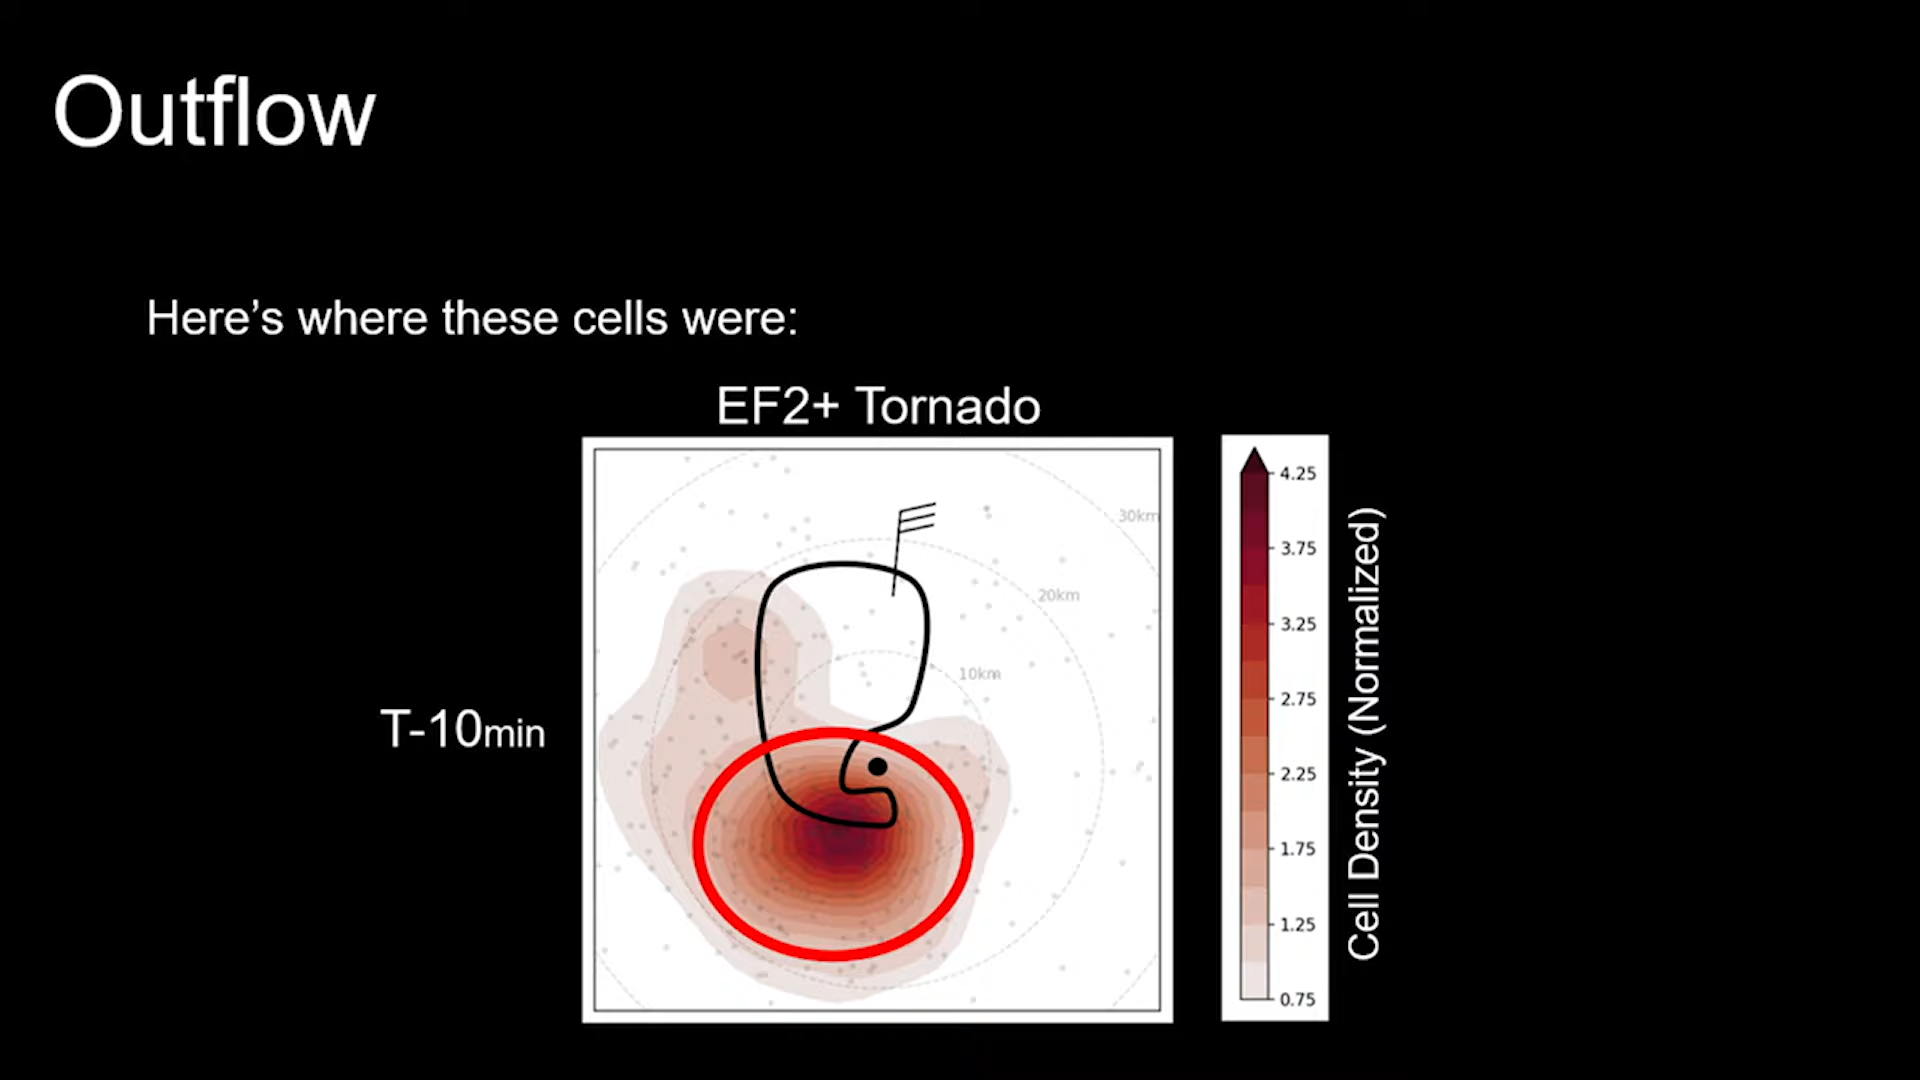 Outflow
Here's where these cells were:
EF2+ Tornado
30km
20km
10km
T-10min
4.25
3.75
3.25
2.75
2.25
1.75
1.25
0.75
Cell Density (Normalized)